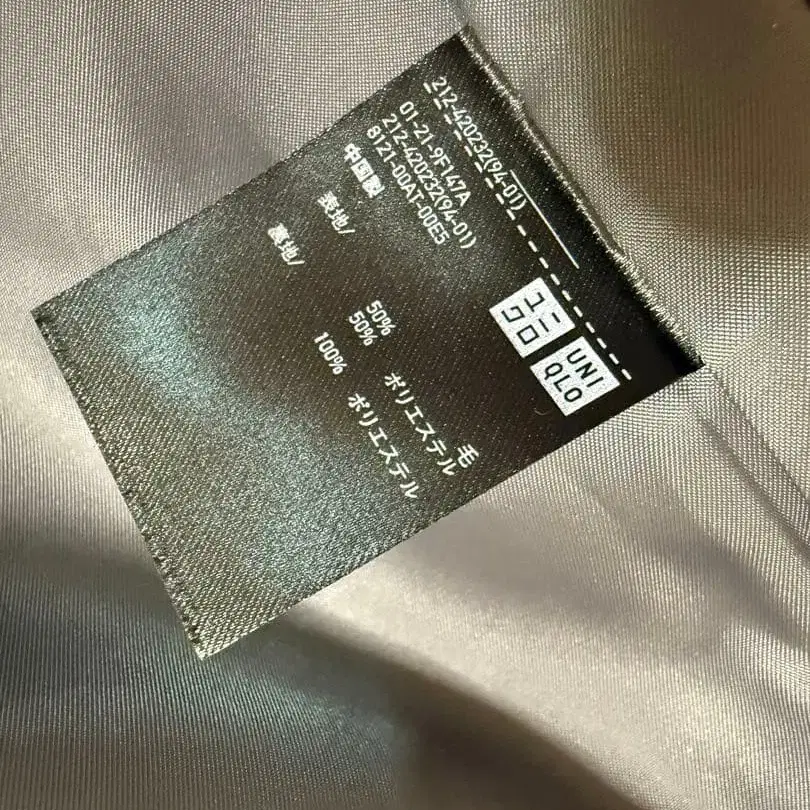 212-420232(94-01)
ユニ
クロ
UNI
QLO
01-21-9F147A
212-420232(94-01)
8121-00AT-00E5
中国製
表地/ 50% 毛
50% ポリエステル
裏地/ 100% ポリエステル